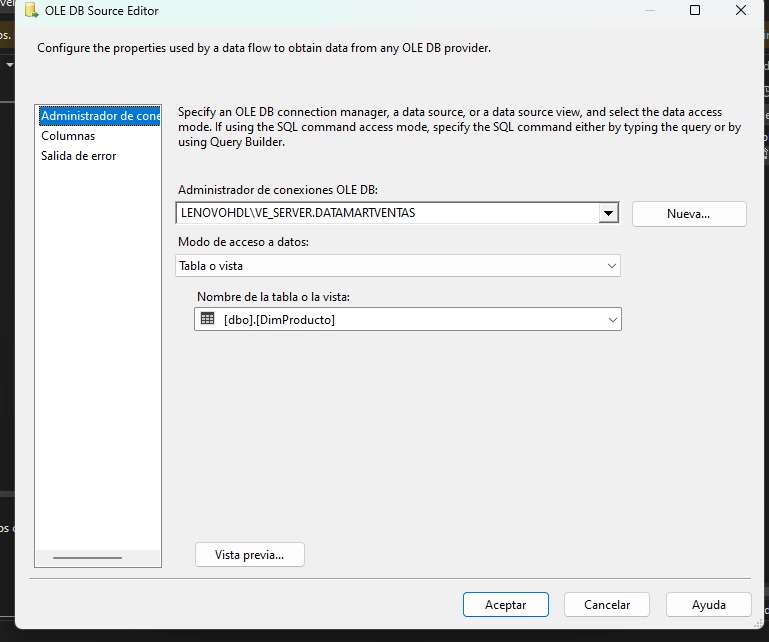 OLE DB Source Editor
Configure the properties used by a data flow to obtain data from any OLE DB provider.
Administrador de cone
Columnas
Salida de error
Specify an OLE DB connection manager, a data source, or a data source view, and select the data access
mode. If using the SQL command access mode, specify the SQL command either by typing the query or by
using Query Builder.
Administrador de conexiones OLE DB:
LENOVOHDL\VE_SERVER.DATAMARTVENTAS
Nueva...
Modo de acceso a datos:
Tabla o vista
Nombre de la tabla o la vista:
[dbo].[DimProducto]
Vista previa...
Aceptar
Cancelar
Ayuda